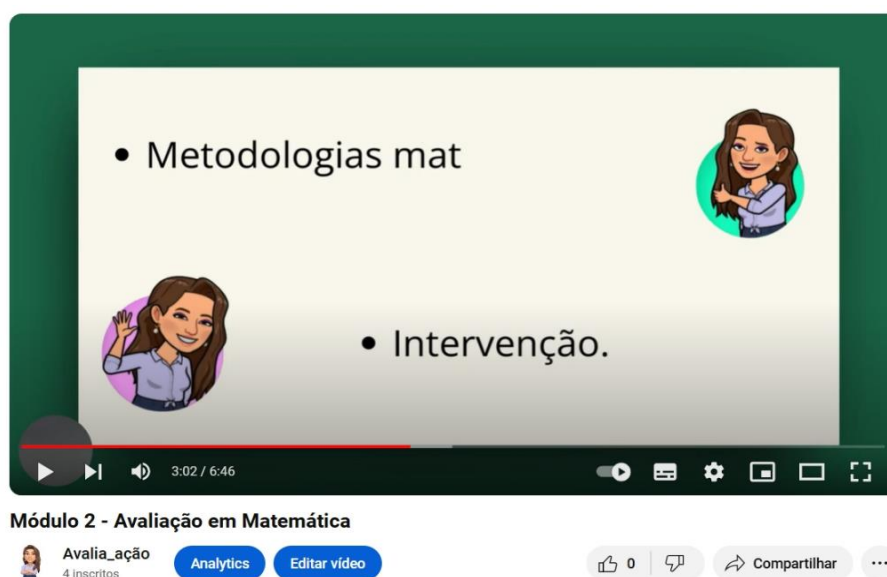 • Metodologias mat
• Intervenção.
3:02 / 6:46
Módulo 2 - Avaliação em Matemática
Avalia_ação
4 inscritos
Analytics
Editar vídeo
0
Compartilhar